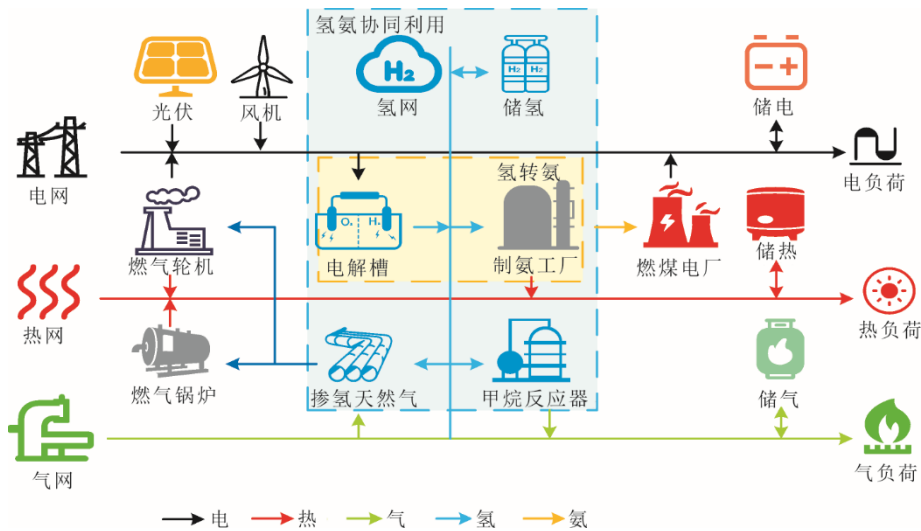 氢氨协同利用
H₂
氢网
H₂ H₂
储氢
光伏
风机
储电
电网
电负荷
氢转氨
O₂ H₂
电解槽
制氨工厂
燃气轮机
燃煤电厂
储热
热网
热负荷
燃气锅炉
掺氢天然气
甲烷反应器
储气
气网
气负荷
电 热 气 氢 氨